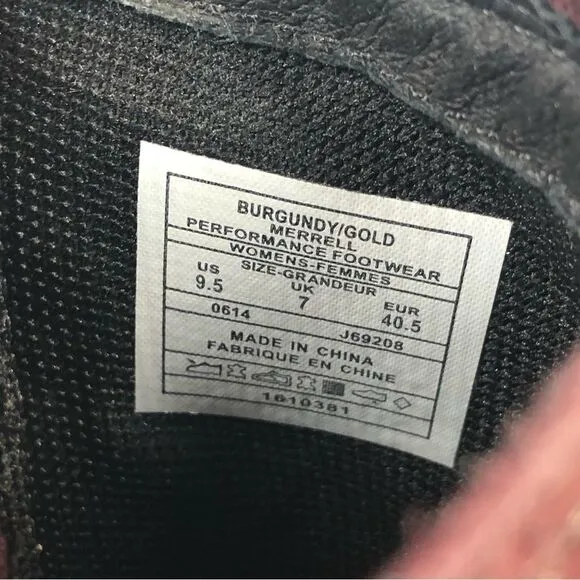 BURGUNDY/GOLD
MERRELL
PERFORMANCE FOOTWEAR
WOMENS-FEMMES
SIZE-GRANDEUR
US UK EUR
9.5 7 40.5
0614 J69208
MADE IN CHINA
FABRIQUE EN CHINE
1610381